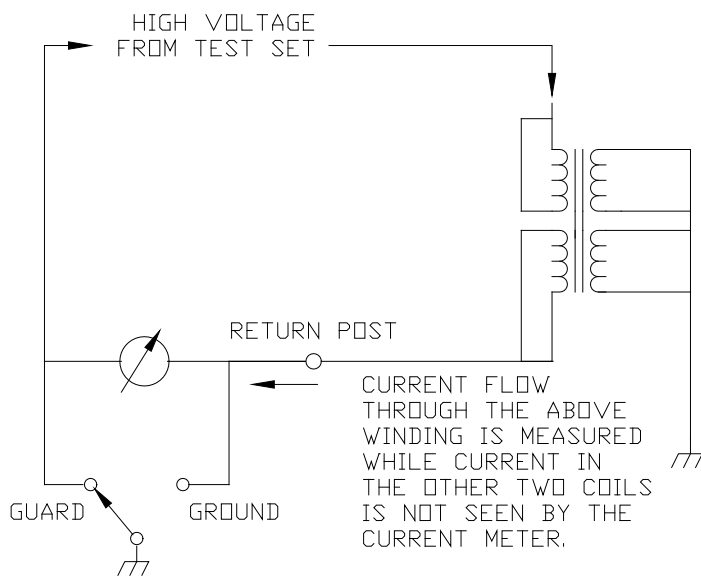 HIGH VOLTAGE
FROM TEST SET
RETURN POST
CURRENT FLOW
THROUGH THE ABOVE
WINDING IS MEASURED
WHILE CURRENT IN
THE OTHER TWO COILS
IS NOT SEEN BY THE
CURRENT METER.
GUARD
GROUND